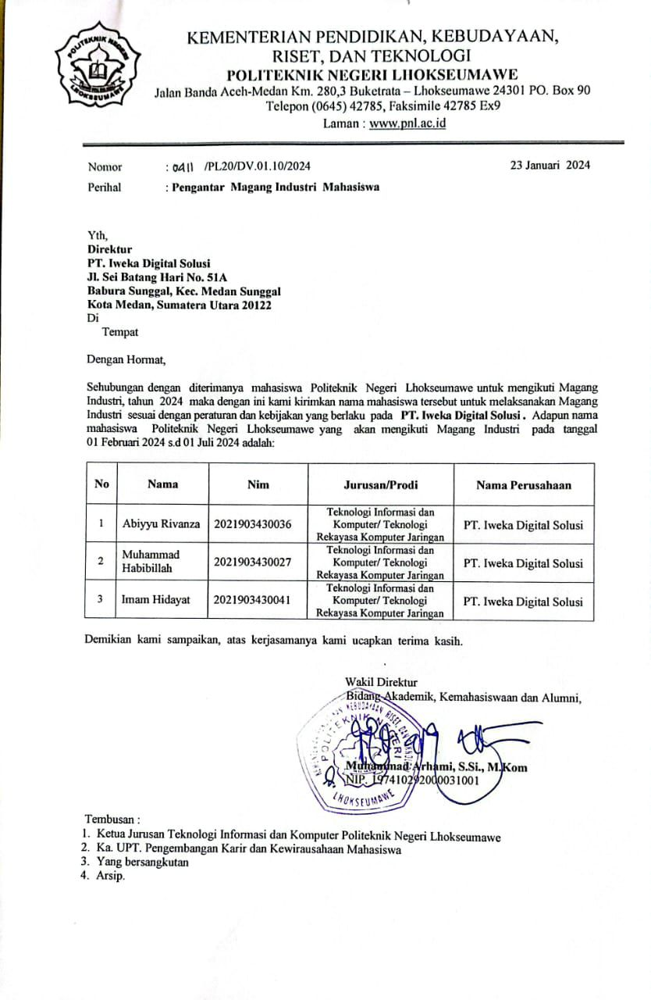 POLITEKNIK NEGERI
LHOKSEUMAWE
KEMENTERIAN PENDIDIKAN, KEBUDAYAAN,
RISET, DAN TEKNOLOGI
POLITEKNIK NEGERI LHOKSEUMAWE
Jalan Banda Aceh-Medan Km. 280,3 Buketrata – Lhokseumawe 24301 PO. Box 90
Telepon (0645) 42785, Faksimile 42785 Ex9
Laman : www.pnl.ac.id
Nomor : 0411 /PL20/DV.01.10/2024 23 Januari 2024
Perihal : Pengantar Magang Industri Mahasiswa
Yth,
Direktur
PT. Iweka Digital Solusi
Jl. Sei Batang Hari No. 51A
Babura Sunggal, Kec. Medan Sunggal
Kota Medan, Sumatera Utara 20122
Di
Tempat
Dengan Hormat,
Sehubungan dengan diterimanya mahasiswa Politeknik Negeri Lhokseumawe untuk mengikuti Magang
Industri, tahun 2024 maka dengan ini kami kirimkan nama mahasiswa tersebut untuk melaksanakan Magang
Industri sesuai dengan peraturan dan kebijakan yang berlaku pada PT. Iweka Digital Solusi . Adapun nama
mahasiswa Politeknik Negeri Lhokseumawe yang akan mengikuti Magang Industri pada tanggal
01 Februari 2024 s.d 01 Juli 2024 adalah:
No Nama Nim Jurusan/Prodi Nama Perusahaan
1 Abiyyu Rivanza 2021903430036 Teknologi Informasi dan
Komputer/ Teknologi
Rekayasa Komputer Jaringan PT. Iweka Digital Solusi
2 Muhammad
Habibillah 2021903430027 Teknologi Informasi dan
Komputer/ Teknologi
Rekayasa Komputer Jaringan PT. Iweka Digital Solusi
3 Imam Hidayat 2021903430041 Teknologi Informasi dan
Komputer/ Teknologi
Rekayasa Komputer Jaringan PT. Iweka Digital Solusi
Demikian kami sampaikan, atas kerjasamanya kami ucapkan terima kasih.
Wakil Direktur
Bidang Akademik, Kemahasiswaan dan Alumni,
KEBUDAYAAN RISET, DAN
POLITEKNIK NEGERI
LHOKSEUMAWE
Muhammad Arhami, S.Si., M.Kom
NIP. 197410292000031001
Tembusan :
1. Ketua Jurusan Teknologi Informasi dan Komputer Politeknik Negeri Lhokseumawe
2. Ka. UPT. Pengembangan Karir dan Kewirausahaan Mahasiswa
3. Yang bersangkutan
4. Arsip.